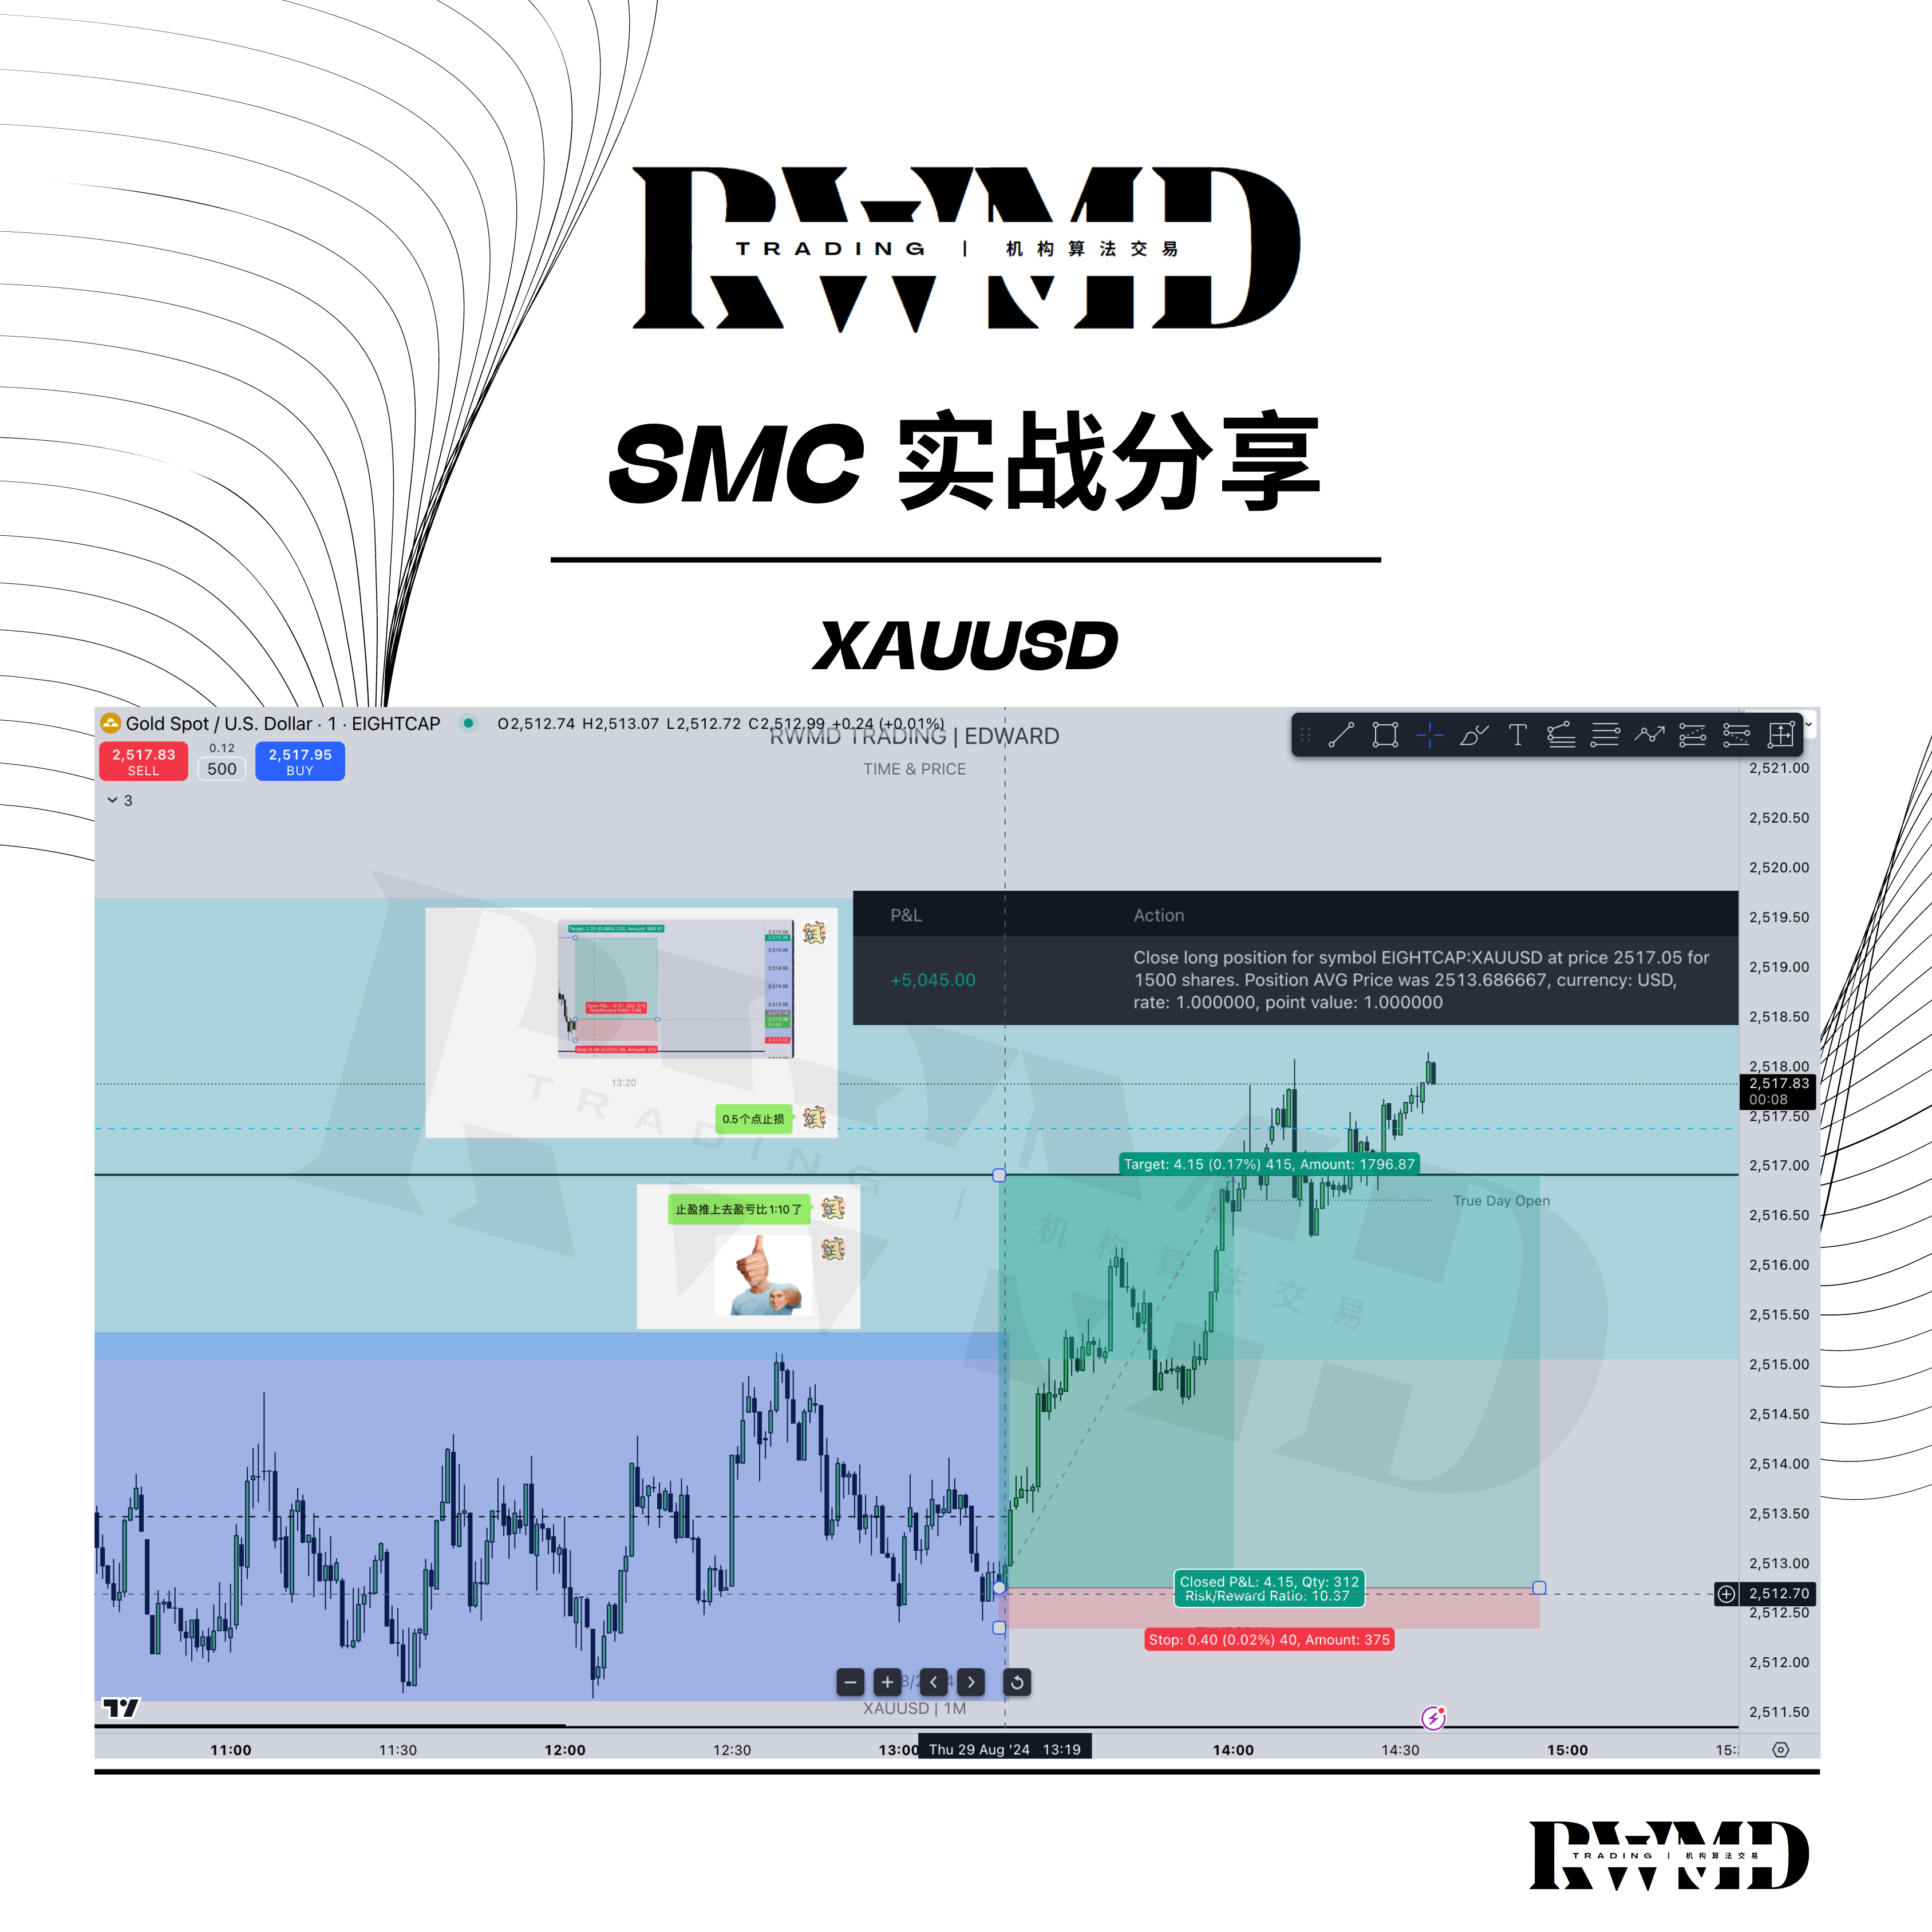 RWMD
TRADING | 机构算法交易
SMC 实战分享
XAUUSD
Gold Spot / U.S. Dollar · 1 · EIGHTCAP O2,512.74 H2,513.07 L2,512.72 C2,512.99 +0.24 (+0.01%)
RWMD TRADING | EDWARD
TIME & PRICE
2,517.83
SELL
0.12
500
2,517.95
BUY
3
P&L Action
+5,045.00
Close long position for symbol EIGHTCAP:XAUUSD at price 2517.05 for
1500 shares. Position AVG Price was 2513.686667, currency: USD,
rate: 1.000000, point value: 1.000000
13:20
0.5个点止损
止盈推上去盈亏比1:10了
Target: 4.15 (0.17%) 415, Amount: 1796.87
True Day Open
Closed P&L: 4.15, Qty: 312
Risk/Reward Ratio: 10.37
Stop: 0.40 (0.02%) 40, Amount: 375
XAUUSD | 1M
2,521.00
2,520.50
2,520.00
2,519.50
2,519.00
2,518.50
2,518.00
2,517.83
00:08
2,517.50
2,517.00
2,516.50
2,516.00
2,515.50
2,515.00
2,514.50
2,514.00
2,513.50
2,513.00
2,512.70
2,512.50
2,512.00
2,511.50
11:00 11:30 12:00 12:30 13:00 Thu 29 Aug '24 13:19 14:00 14:30 15:00
RWMD
TRADING | 机构算法交易
RWMD
TRADING | 机构算法交易